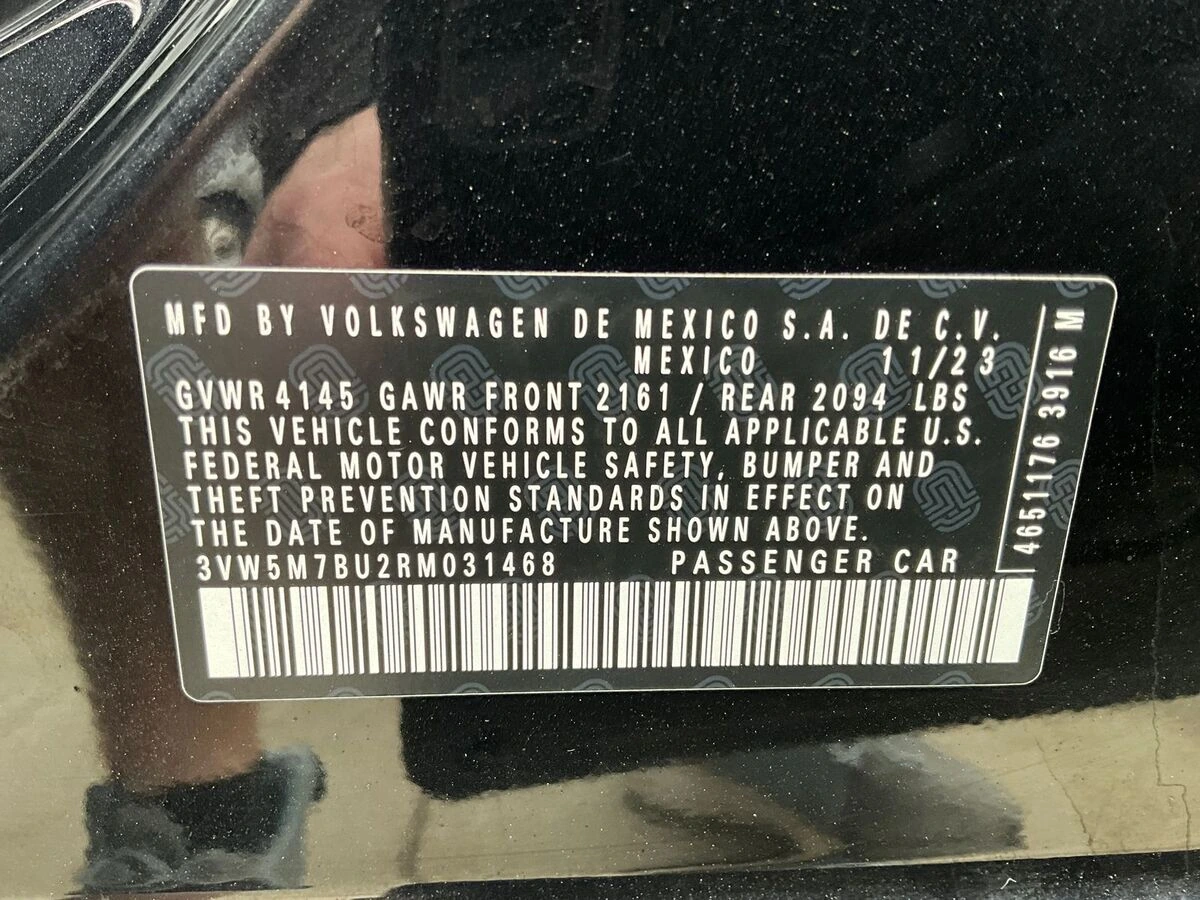 MFD BY VOLKSWAGEN DE MEXICO S.A. DE C.V.
MEXICO 11/23
GVWR 4145 GAWR FRONT 2161 / REAR 2094 LBS
THIS VEHICLE CONFORMS TO ALL APPLICABLE U.S.
FEDERAL MOTOR VEHICLE SAFETY, BUMPER AND
THEFT PREVENTION STANDARDS IN EFFECT ON
THE DATE OF MANUFACTURE SHOWN ABOVE.
3VW5M7BU2RM031468 PASSENGER CAR
46511176 3916 M